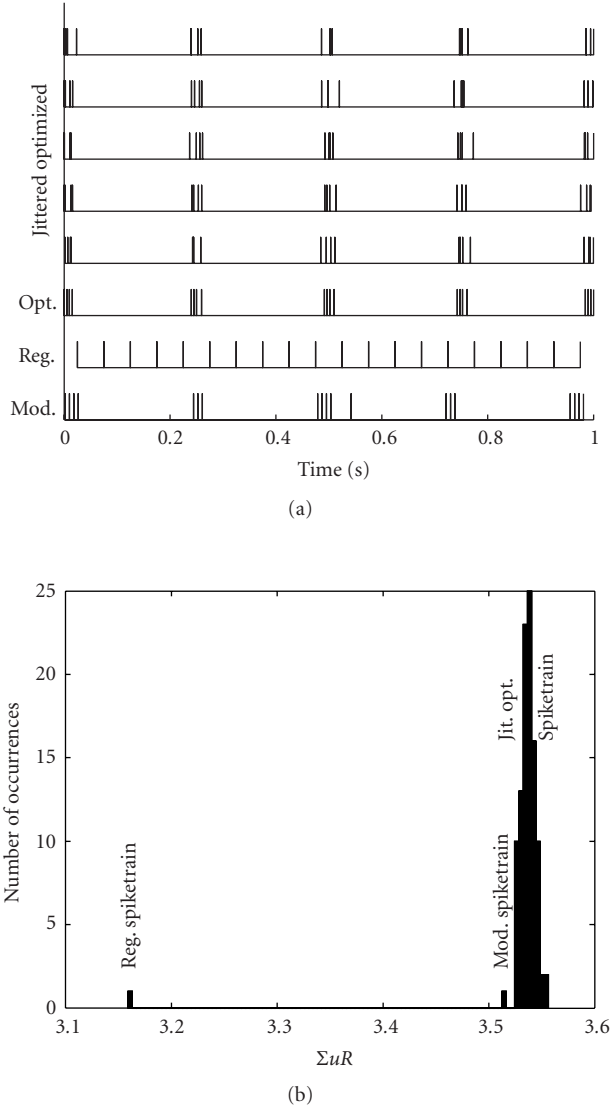 Jittered optimized
Opt.
Reg.
Mod.
0 0.2 0.4 0.6 0.8 1
Time (s)
(a)
25
20
15
10
5
0
Number of occurrences
Reg. spiketrain
Mod. spiketrain
Jit. opt.
Spiketrain
3.1 3.2 3.3 3.4 3.5 3.6
ΣuR
(b)